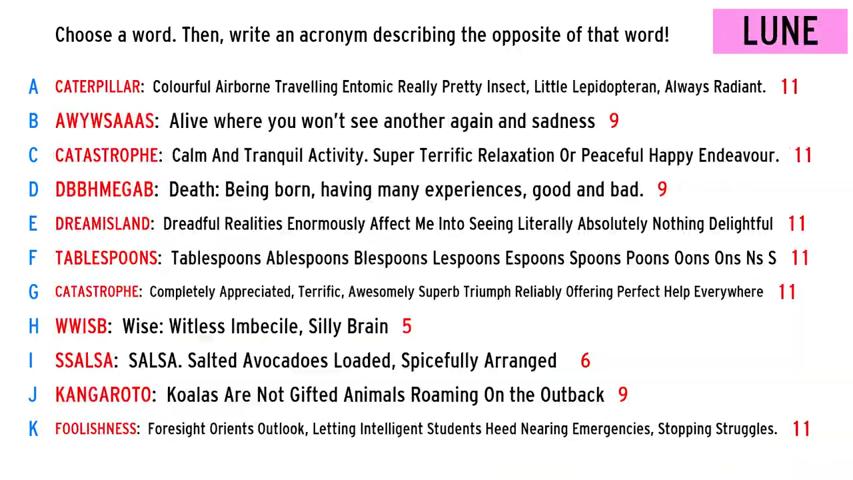 Choose a word. Then, write an acronym describing the opposite of that word!
LUNE
A CATERPILLAR: Colourful Airborne Travelling Entomic Really Pretty Insect, Little Lepidopteran, Always Radiant. 11
B AWYWSAAAS: Alive where you won't see another again and sadness 9
C CATASTROPHE: Calm And Tranquil Activity. Super Terrific Relaxation Or Peaceful Happy Endeavour. 11
D DBBHMEGAB: Death: Being born, having many experiences, good and bad. 9
E DREAMISLAND: Dreadful Realities Enormously Affect Me Into Seeing Literally Absolutely Nothing Delightful 11
F TABLESPOONS: Tablespoons Ablespoons Blespoons Lespoons Espoons Spoons Poons Oons Ons Ns S 11
G CATASTROPHE: Completely Appreciated, Terrific, Awesomely Superb Triumph Reliably Offering Perfect Help Everywhere 11
H WWISB: Wise: Witless Imbecile, Silly Brain 5
I SSALSA: SALSA. Salted Avocadoes Loaded, Spicefully Arranged 6
J KANGAROTO: Koalas Are Not Gifted Animals Roaming On the Outback 9
K FOOLISHNESS: Foresight Orients Outlook, Letting Intelligent Students Heed Nearing Emergencies, Stopping Struggles. 11